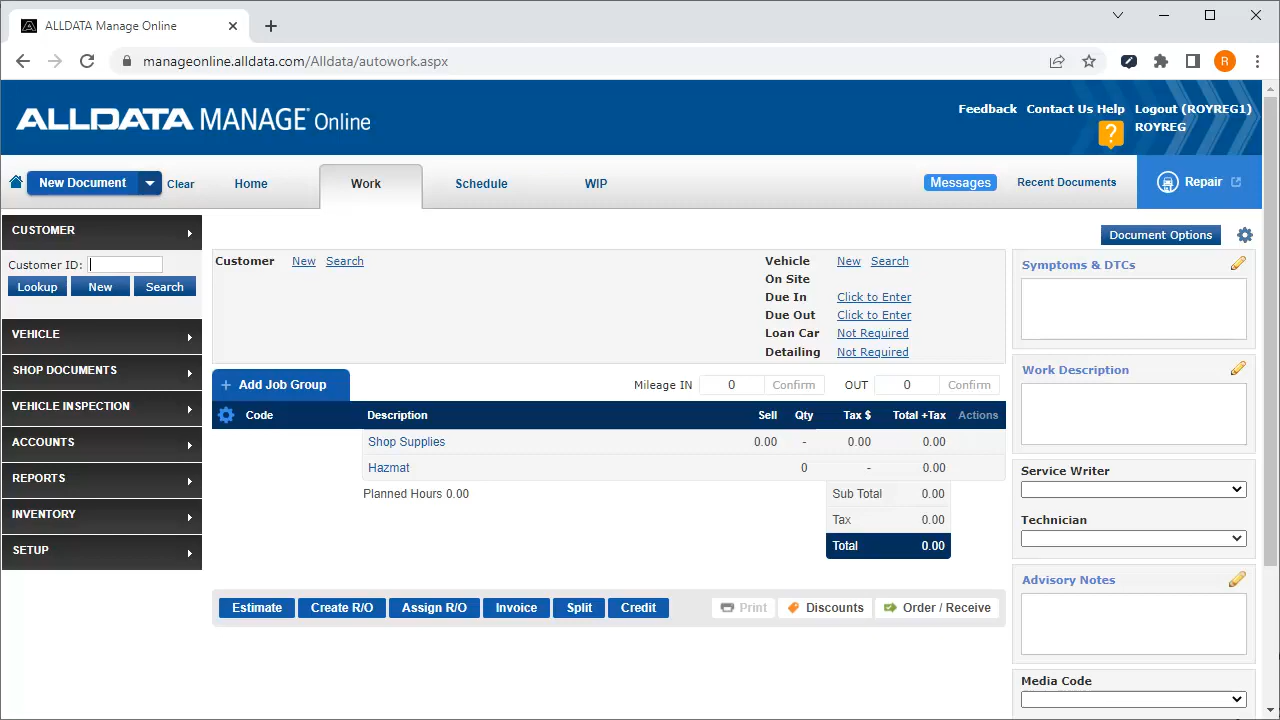 ALLDATA Manage Online
manageonline.alldata.com/Alldata/autowork.aspx
R
ALLDATA MANAGE® Online
Feedback Contact Us Help Logout (ROYREG1)
? ROYREG
New Document Clear Home Work Schedule WIP Messages Recent Documents Repair
Document Options
CUSTOMER
Customer ID:
Lookup New Search
VEHICLE
SHOP DOCUMENTS
VEHICLE INSPECTION
ACCOUNTS
REPORTS
INVENTORY
SETUP
Customer New Search
Vehicle New Search
On Site
Due In Click to Enter
Due Out Click to Enter
Loan Car Not Required
Detailing Not Required
+ Add Job Group Mileage IN 0 Confirm OUT 0 Confirm
Code Description Sell Qty Tax $ Total +Tax Actions
Shop Supplies 0.00 - 0.00 0.00
Hazmat 0 - 0.00
Planned Hours 0.00 Sub Total 0.00
Tax 0.00
Total 0.00
Estimate Create R/O Assign R/O Invoice Split Credit Print Discounts Order / Receive
Symptoms & DTCs
Work Description
Service Writer
Technician
Advisory Notes
Media Code